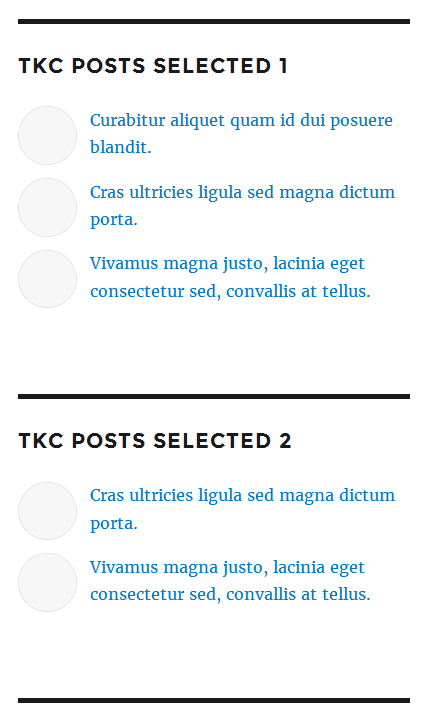 TKC POSTS SELECTED 1
Curabitur aliquet quam id dui posuere
blandit.
Cras ultricies ligula sed magna dictum
porta.
Vivamus magna justo, lacinia eget
consectetur sed, convallis at tellus.
TKC POSTS SELECTED 2
Cras ultricies ligula sed magna dictum
porta.
Vivamus magna justo, lacinia eget
consectetur sed, convallis at tellus.